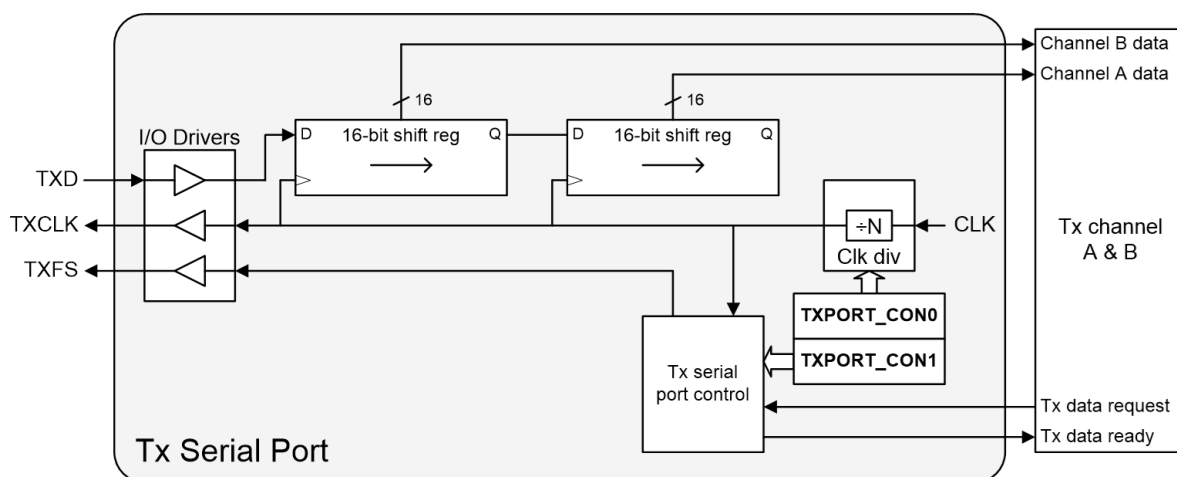 Channel B data
Channel A data
16
16
I/O Drivers
D
16-bit shift reg
Q
D
16-bit shift reg
Q
TXD
TXCLK
÷N
CLK
Clk div
Tx channel
A & B
TXFS
TXPORT_CON0
TXPORT_CON1
Tx serial
port control
Tx data request
Tx data ready
Tx Serial Port